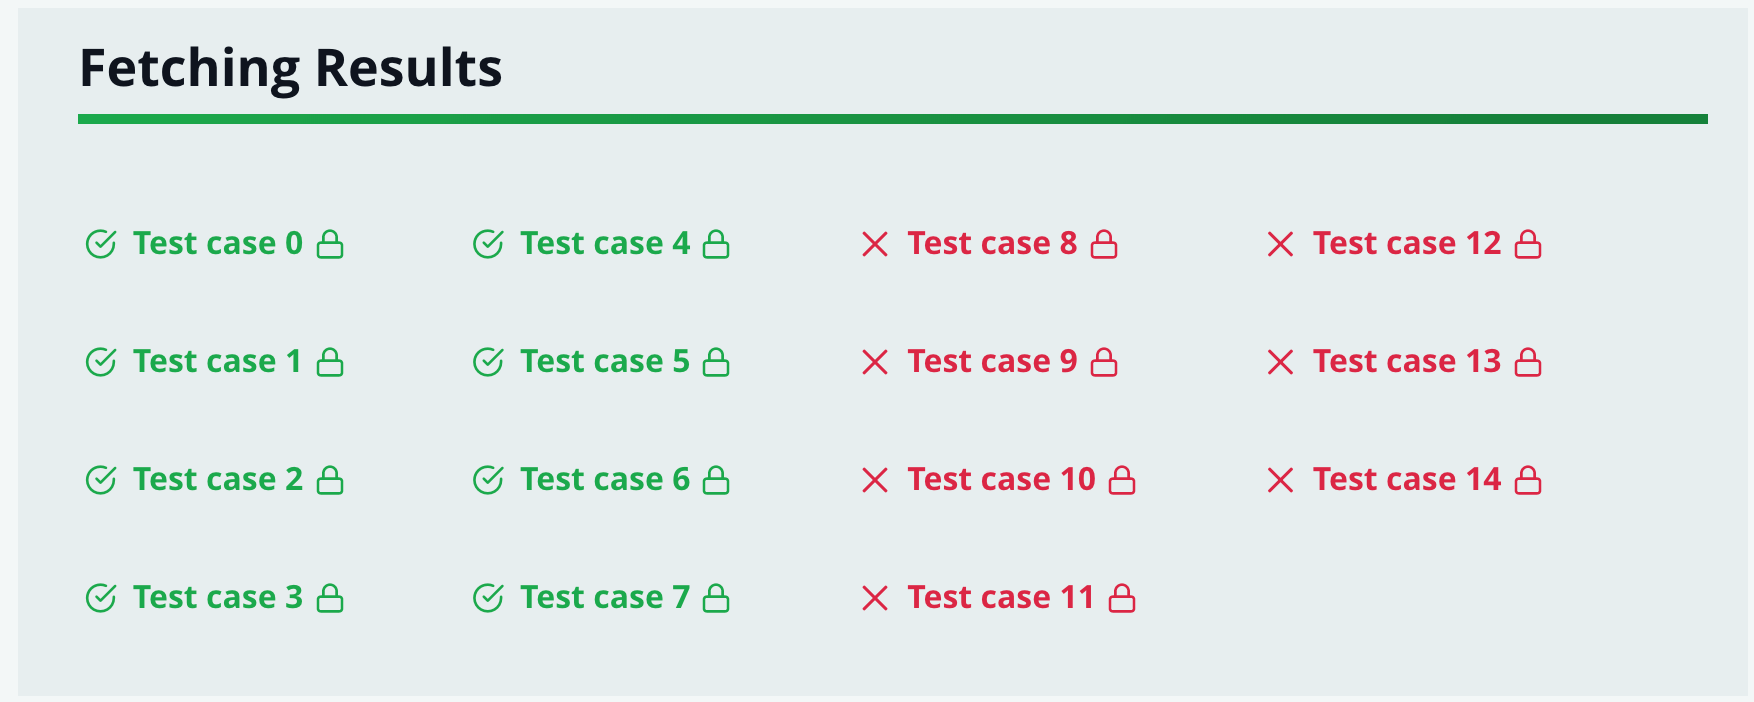 Fetching Results
Test case 0
Test case 4
Test case 8
Test case 12
Test case 1
Test case 5
Test case 9
Test case 13
Test case 2
Test case 6
Test case 10
Test case 14
Test case 3
Test case 7
Test case 11